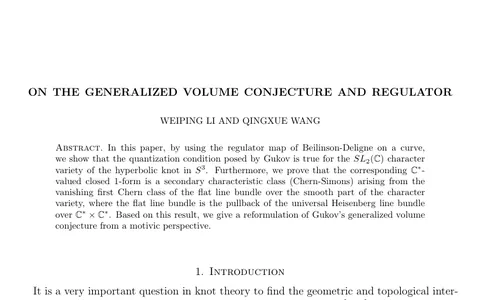 ON THE GENERALIZED VOLUME CONJECTURE AND REGULATOR
WEIPING LI AND QINGXUE WANG
ABSTRACT. In this paper, by using the regulator map of Beilinson-Deligne on a curve,
we show that the quantization condition posed by Gukov is true for the SL₂(ℂ) character
variety of the hyperbolic knot in S³. Furthermore, we prove that the corresponding ℂ*-
valued closed 1-form is a secondary characteristic class (Chern-Simons) arising from the
vanishing first Chern class of the flat line bundle over the smooth part of the character
variety, where the flat line bundle is the pullback of the universal Heisenberg line bundle
over ℂ* × ℂ*. Based on this result, we give a reformulation of Gukov's generalized volume
conjecture from a motivic perspective.
1. INTRODUCTION
It is a very important question in knot theory to find the geometric and topological inter-